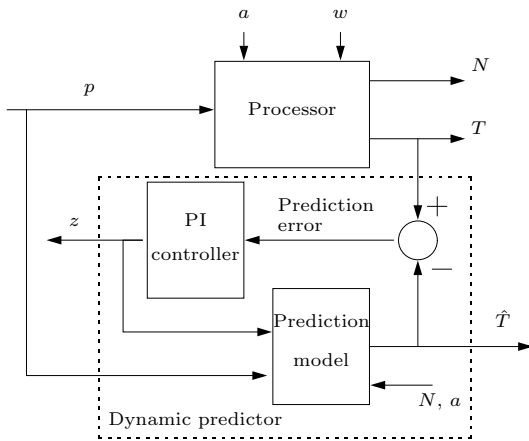 a
w
N
p
Processor
T
PI
controller
Prediction
error
+
z
−
Prediction
model
T̂
N, a
Dynamic predictor